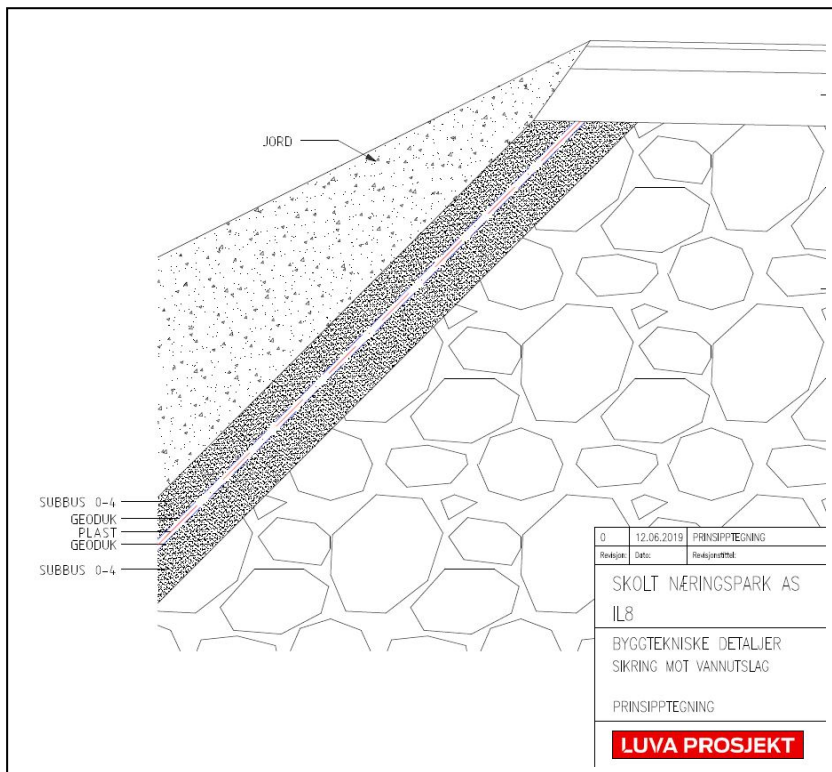 JORD
SUBBUS 0-4
GEODUK
PLAST
GEODUK
SUBBUS 0-4
0 12.06.2019 PRINSIPPTEGNING
Revisjon: Dato: Revisjonstittel:
SKOLT NÆRINGSPARK AS
IL8
BYGGTEKNISKE DETALJER
SIKRING MOT VANNUTSLAG
PRINSIPPTEGNING
LUVA PROSJEKT